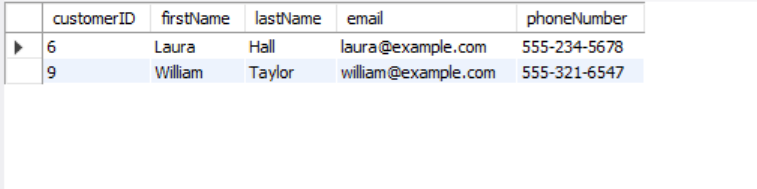 customerID firstName lastName email phoneNumber
6 Laura Hall laura@example.com 555-234-5678
9 William Taylor william@example.com 555-321-6547